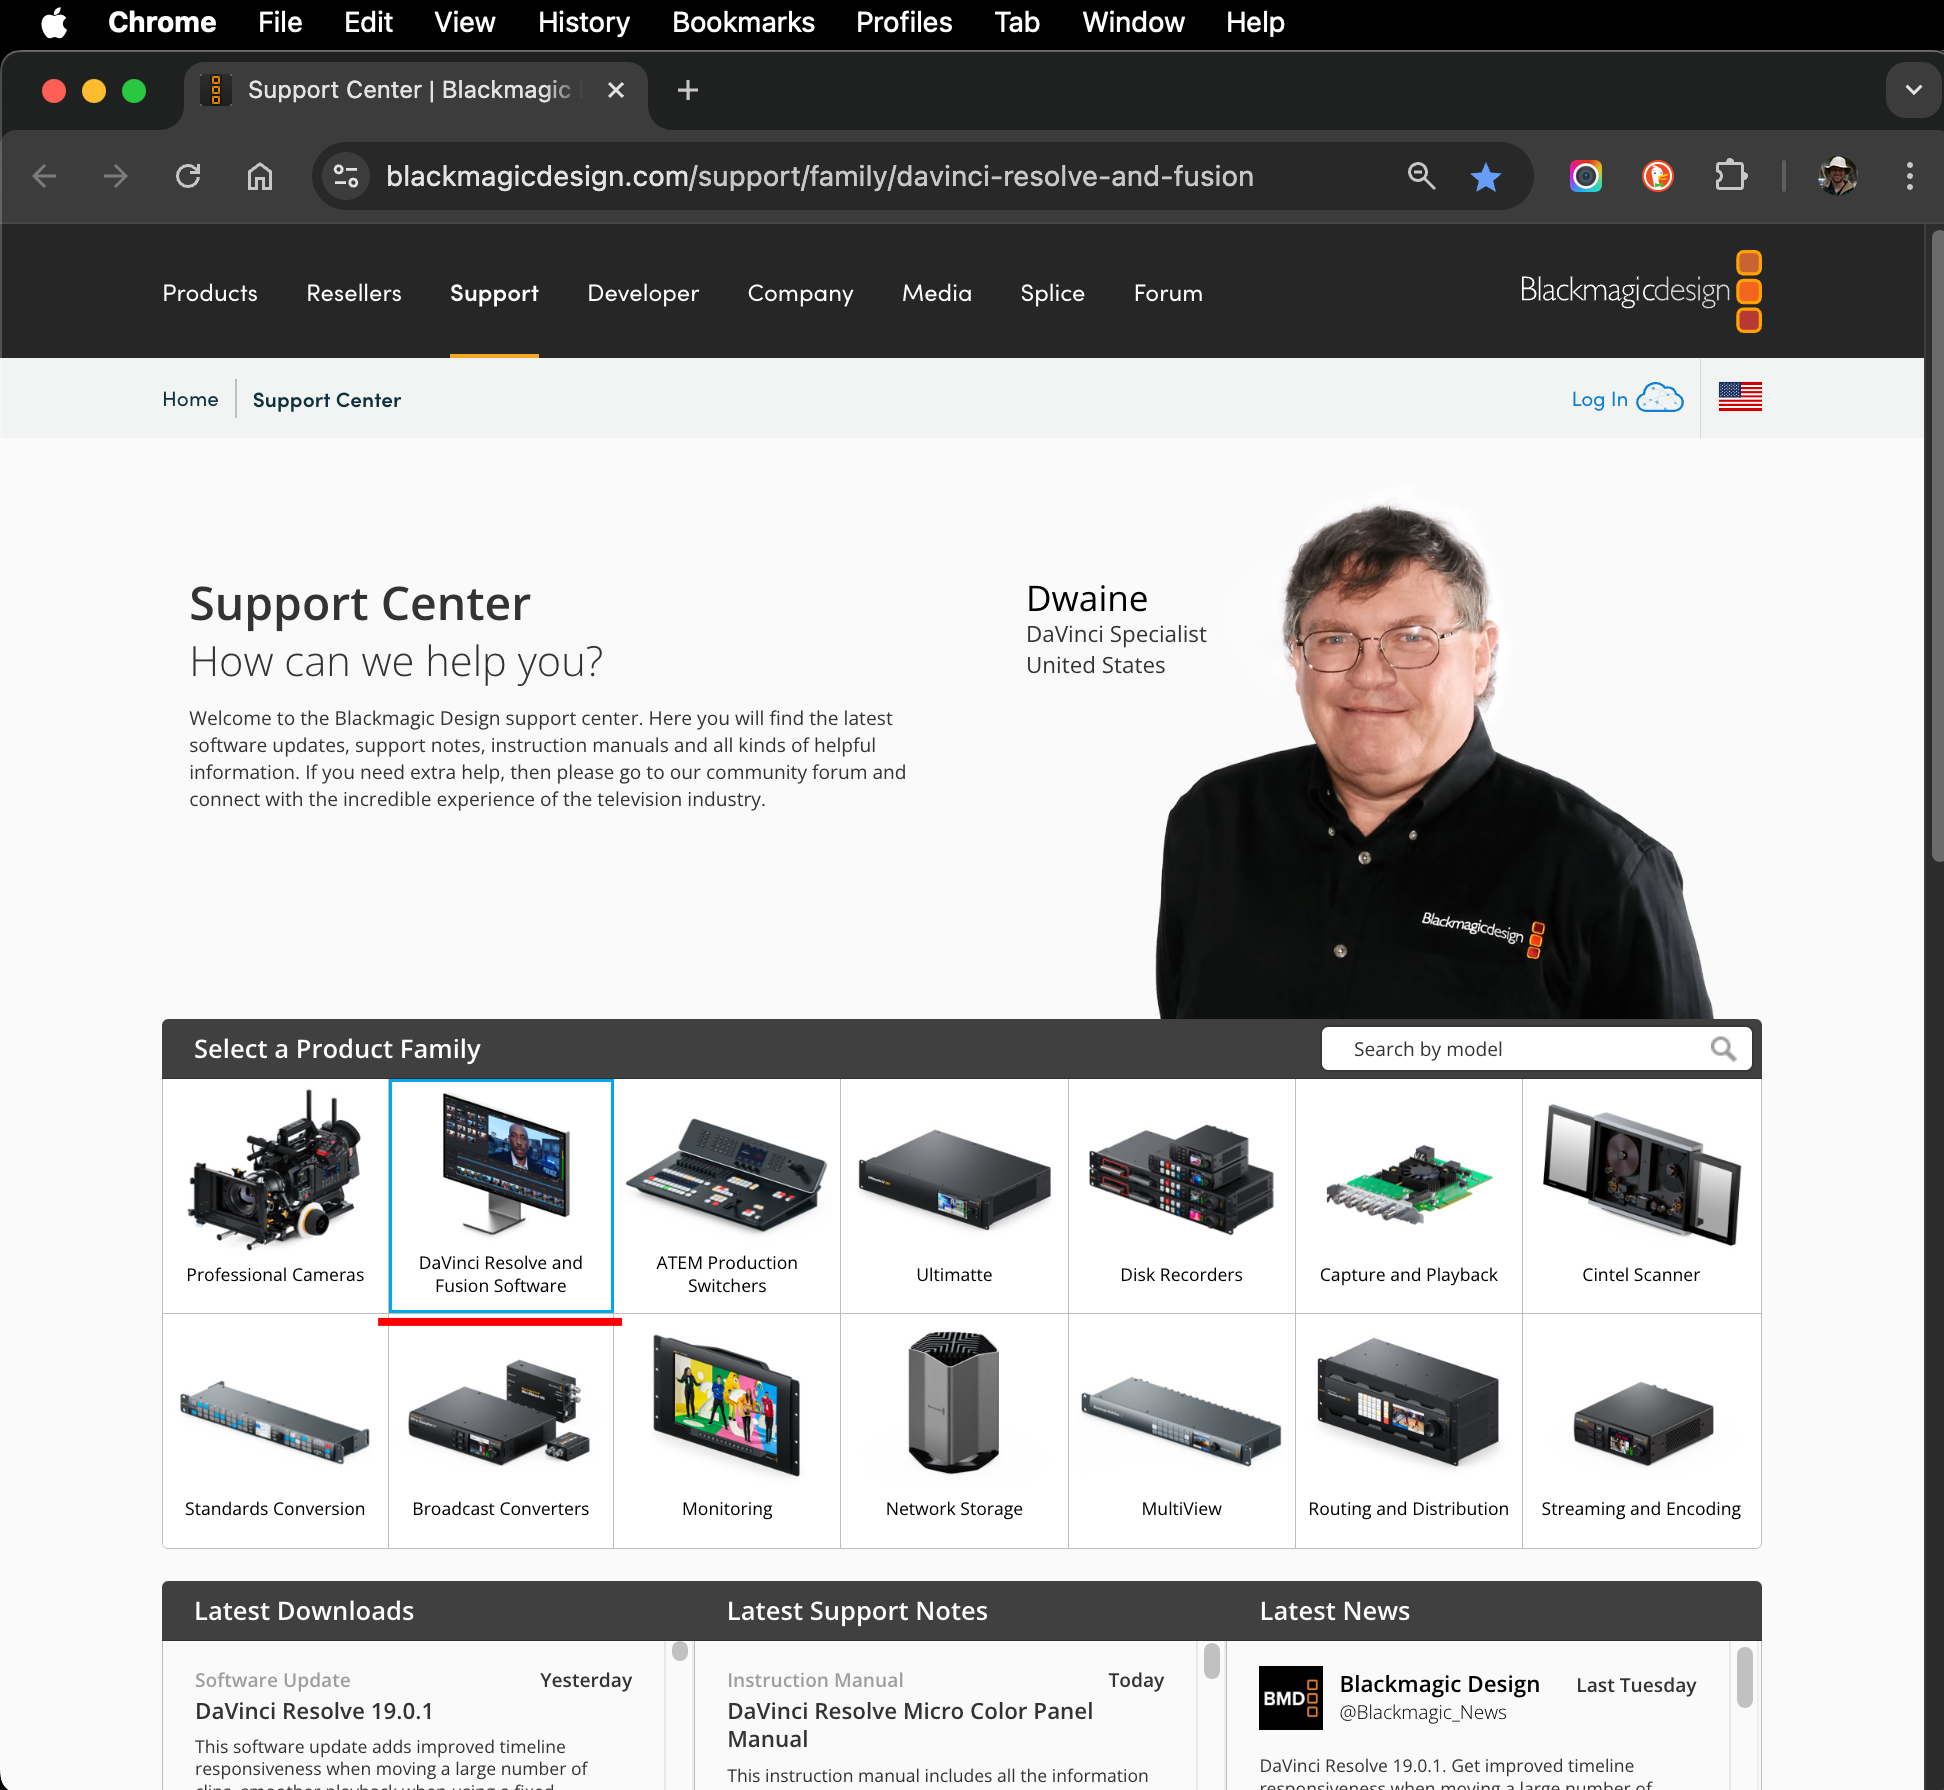 Chrome File Edit View History Bookmarks Profiles Tab Window Help
Support Center | Blackmagic
blackmagicdesign.com/support/family/davinci-resolve-and-fusion
Products Resellers Support Developer Company Media Splice Forum
Blackmagicdesign
Home Support Center
Log In
Support Center
How can we help you?
Welcome to the Blackmagic Design support center. Here you will find the latest
software updates, support notes, instruction manuals and all kinds of helpful
information. If you need extra help, then please go to our community forum and
connect with the incredible experience of the television industry.
Dwaine
DaVinci Specialist
United States
Blackmagicdesign
Select a Product Family
Search by model
Professional Cameras
DaVinci Resolve and
Fusion Software
ATEM Production
Switchers
Ultimatte
Disk Recorders
Capture and Playback
Cintel Scanner
Standards Conversion
Broadcast Converters
Monitoring
Network Storage
MultiView
Routing and Distribution
Streaming and Encoding
Latest Downloads
Software Update Yesterday
DaVinci Resolve 19.0.1
This software update adds improved timeline
responsiveness when moving a large number of
clips, smoother playback when using a fixed
Latest Support Notes
Instruction Manual Today
DaVinci Resolve Micro Color Panel
Manual
This instruction manual includes all the information
Latest News
BMD
Blackmagic Design Last Tuesday
@Blackmagic_News
DaVinci Resolve 19.0.1. Get improved timeline
responsiveness when moving a large number of